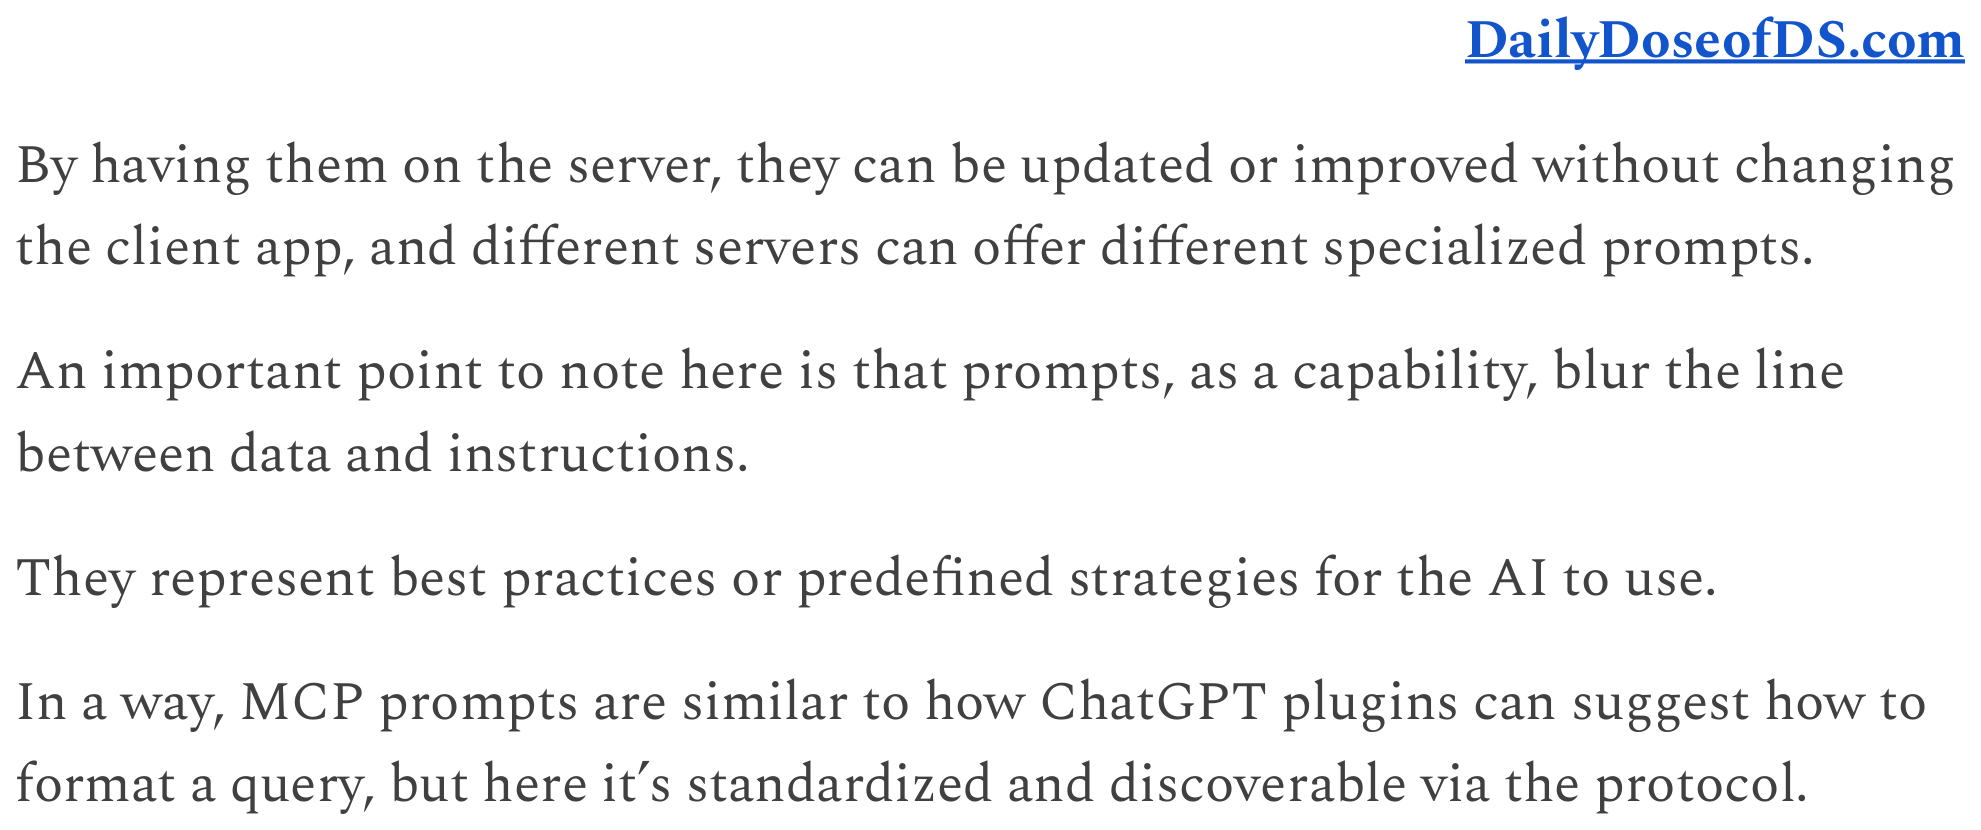 DailyDoseofDS.com
By having them on the server, they can be updated or improved without changing
the client app, and different servers can offer different specialized prompts.
An important point to note here is that prompts, as a capability, blur the line
between data and instructions.
They represent best practices or predefined strategies for the AI to use.
In a way, MCP prompts are similar to how ChatGPT plugins can suggest how to
format a query, but here it’s standardized and discoverable via the protocol.